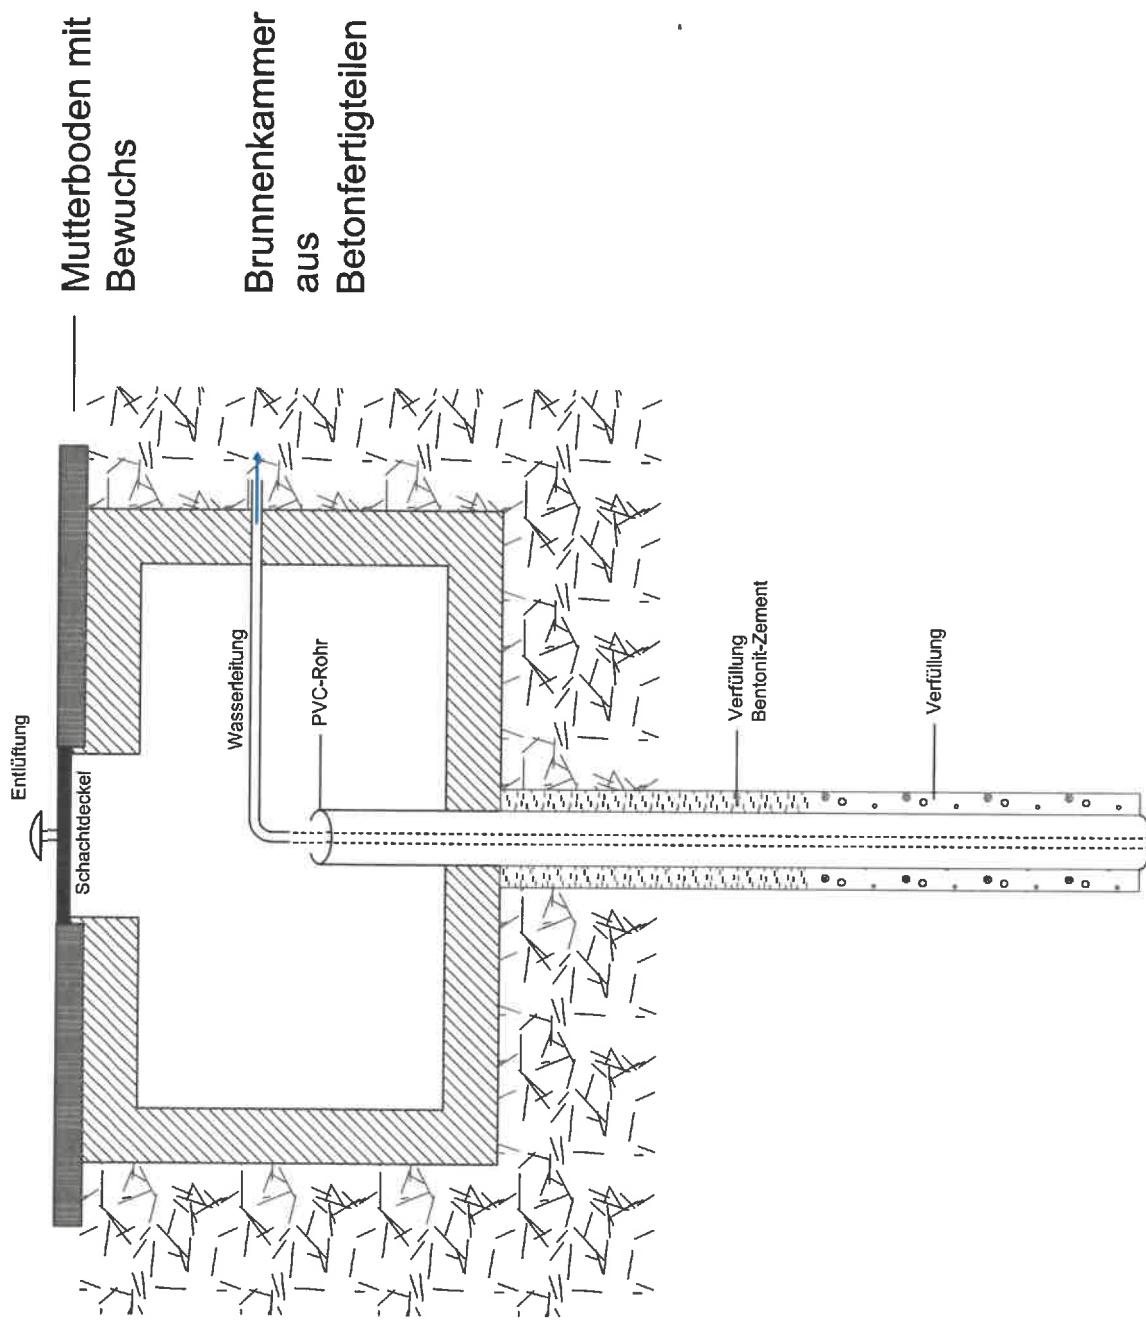 Mutterboden mit
Bewuchs
Brunnenkammer
aus
Betonfertigteilen
Entlüftung
Schachtdeckel
Wasserleitung
PVC-Rohr
Verfüllung
Bentonit-Zement
Verfüllung